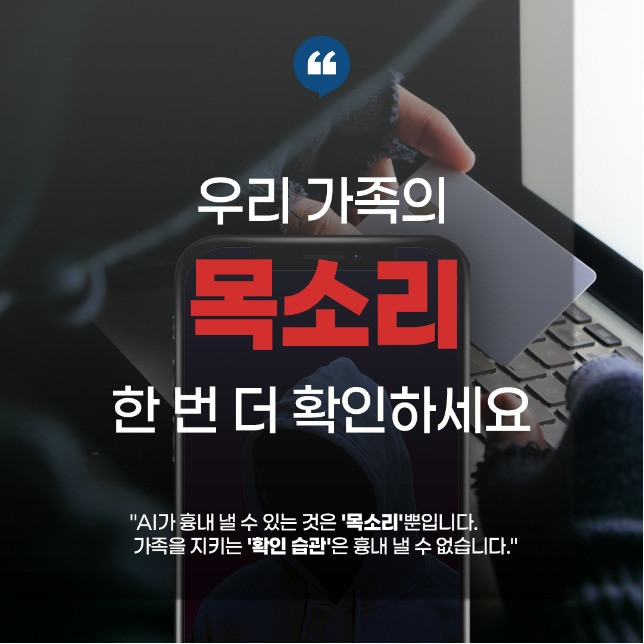 우리 가족의
목소리
한 번 더 확인하세요
"AI가 흉내 낼 수 있는 것은 '목소리'뿐입니다.
가족을 지키는 '확인 습관'은 흉내 낼 수 없습니다."